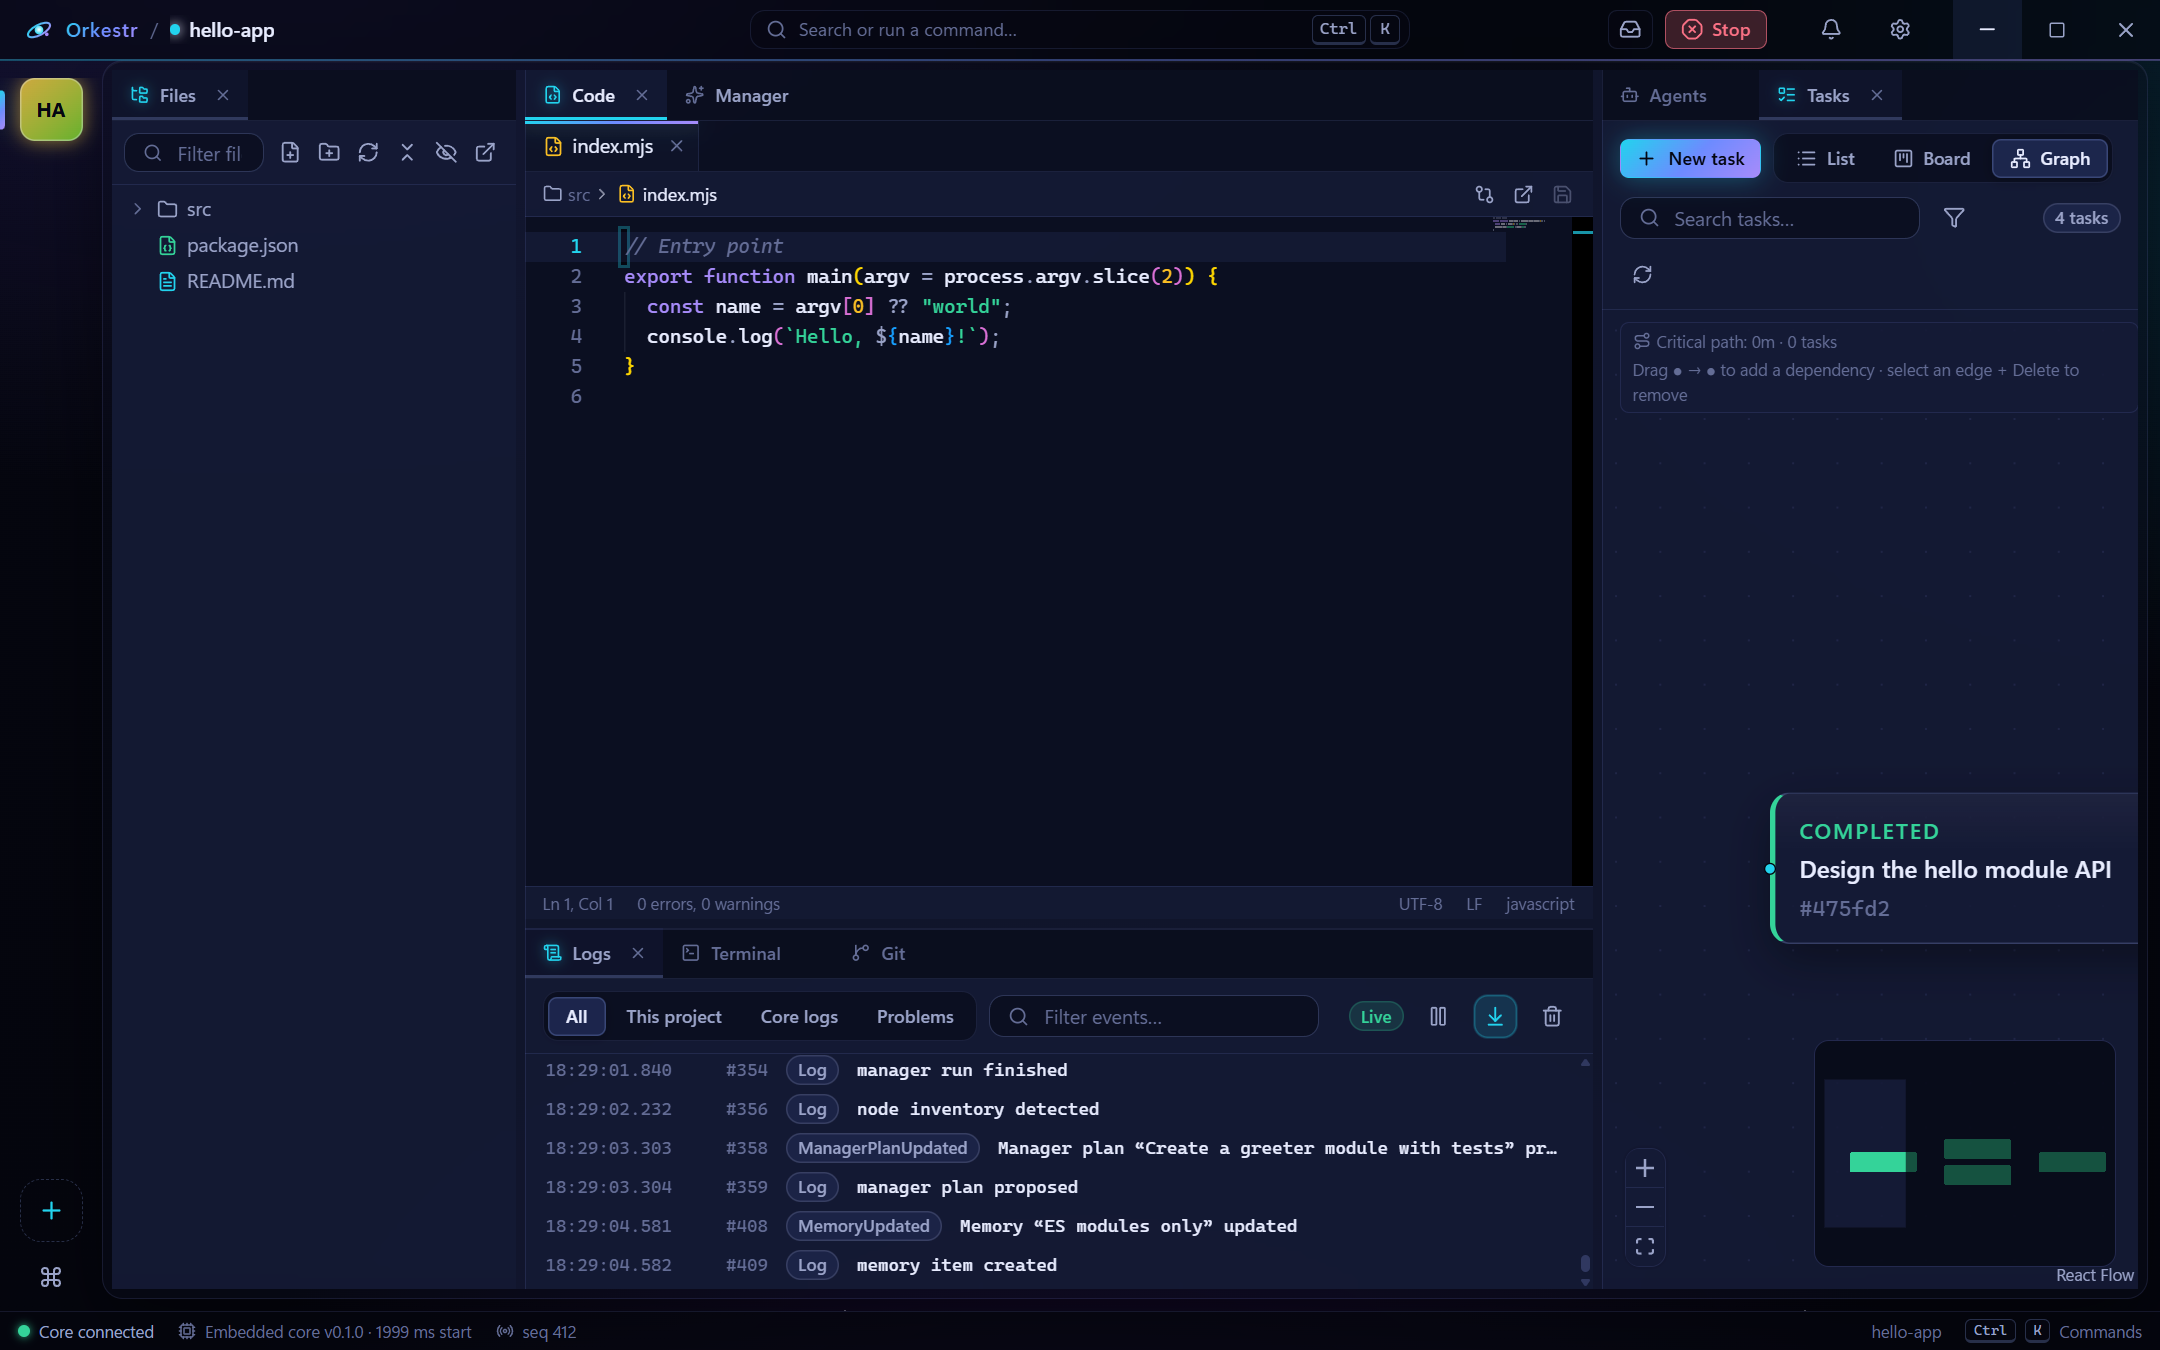 Orkestr / hello-app
Search or run a command...
Ctrl K
Stop
HA
Files
Filter fil
src
package.json
README.md
Code
Manager
index.mjs
src > index.mjs
1 // Entry point
2 export function main(argv = process.argv.slice(2)) {
3 const name = argv[0] ?? "world";
4 console.log(`Hello, ${name}!`);
5 }
6
Ln 1, Col 1 0 errors, 0 warnings
UTF-8 LF javascript
Logs
Terminal
Git
All This project Core logs Problems
Filter events...
Live
18:29:01.840 #354 Log manager run finished
18:29:02.232 #356 Log node inventory detected
18:29:03.303 #358 ManagerPlanUpdated Manager plan “Create a greeter module with tests” pr…
18:29:03.304 #359 Log manager plan proposed
18:29:04.581 #408 MemoryUpdated Memory “ES modules only” updated
18:29:04.582 #409 Log memory item created
Agents
Tasks
New task
List Board Graph
Search tasks...
4 tasks
Critical path: 0m · 0 tasks
Drag ● → ● to add a dependency · select an edge + Delete to
remove
COMPLETED
Design the hello module API
#475fd2
React Flow
Core connected
Embedded core v0.1.0 · 1999 ms start
seq 412
hello-app
Ctrl K Commands